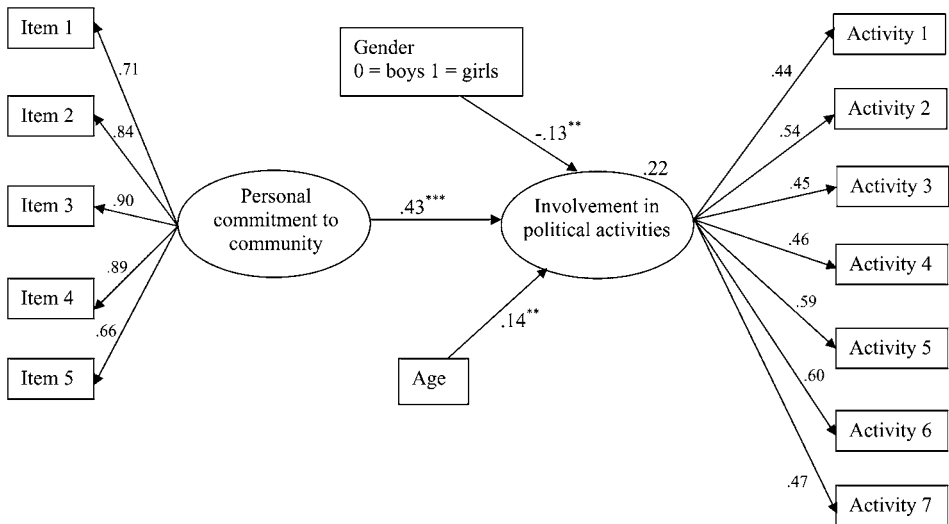 Item 1
Item 2
Item 3
Item 4
Item 5
.71
.84
.90
.89
.66
Personal
commitment to
community
.43***
Gender
0 = boys 1 = girls
-.13**
.22
Involvement in
political activities
.14**
Age
.44
.54
.45
.46
.59
.60
.47
Activity 1
Activity 2
Activity 3
Activity 4
Activity 5
Activity 6
Activity 7